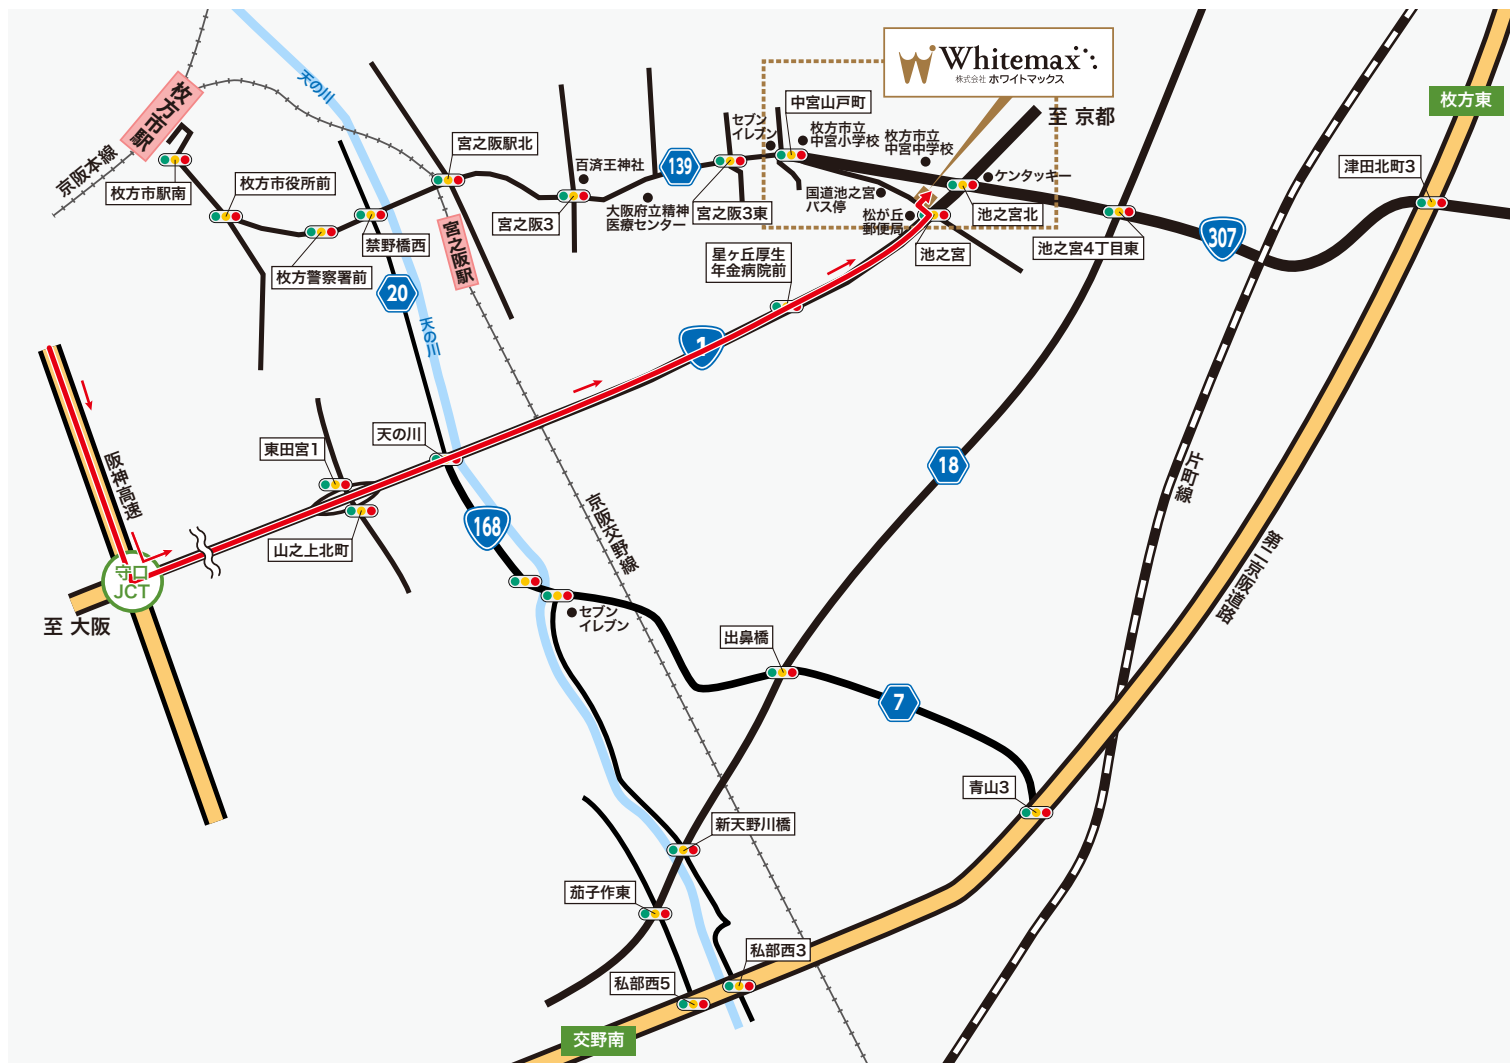 Whitemax
株式会社 ホワイトマックス
至 京都
枚方東
天の川
枚方市駅
京阪本線
枚方市駅南
枚方市役所前
枚方警察署前
禁野橋西
宮之阪駅北
宮之阪駅
百済王神社
宮之阪3
大阪府立精神
医療センター
139
セブン
イレブン
宮之阪3東
中宮山戸町
枚方市立
中宮小学校
枚方市立
中宮中学校
国道池之宮
バス停
松が丘
郵便局
ケンタッキー
池之宮北
池之宮
池之宮4丁目東
307
津田北町3
20
天の川
星ヶ丘厚生
年金病院前
1
阪神高速
東田宮1
天の川
山之上北町
守口
JCT
至 大阪
168
京阪交野線
18
片町線
第二京阪道路
セブン
イレブン
出鼻橋
7
青山3
新天野川橋
茄子作東
私部西3
私部西5
交野南